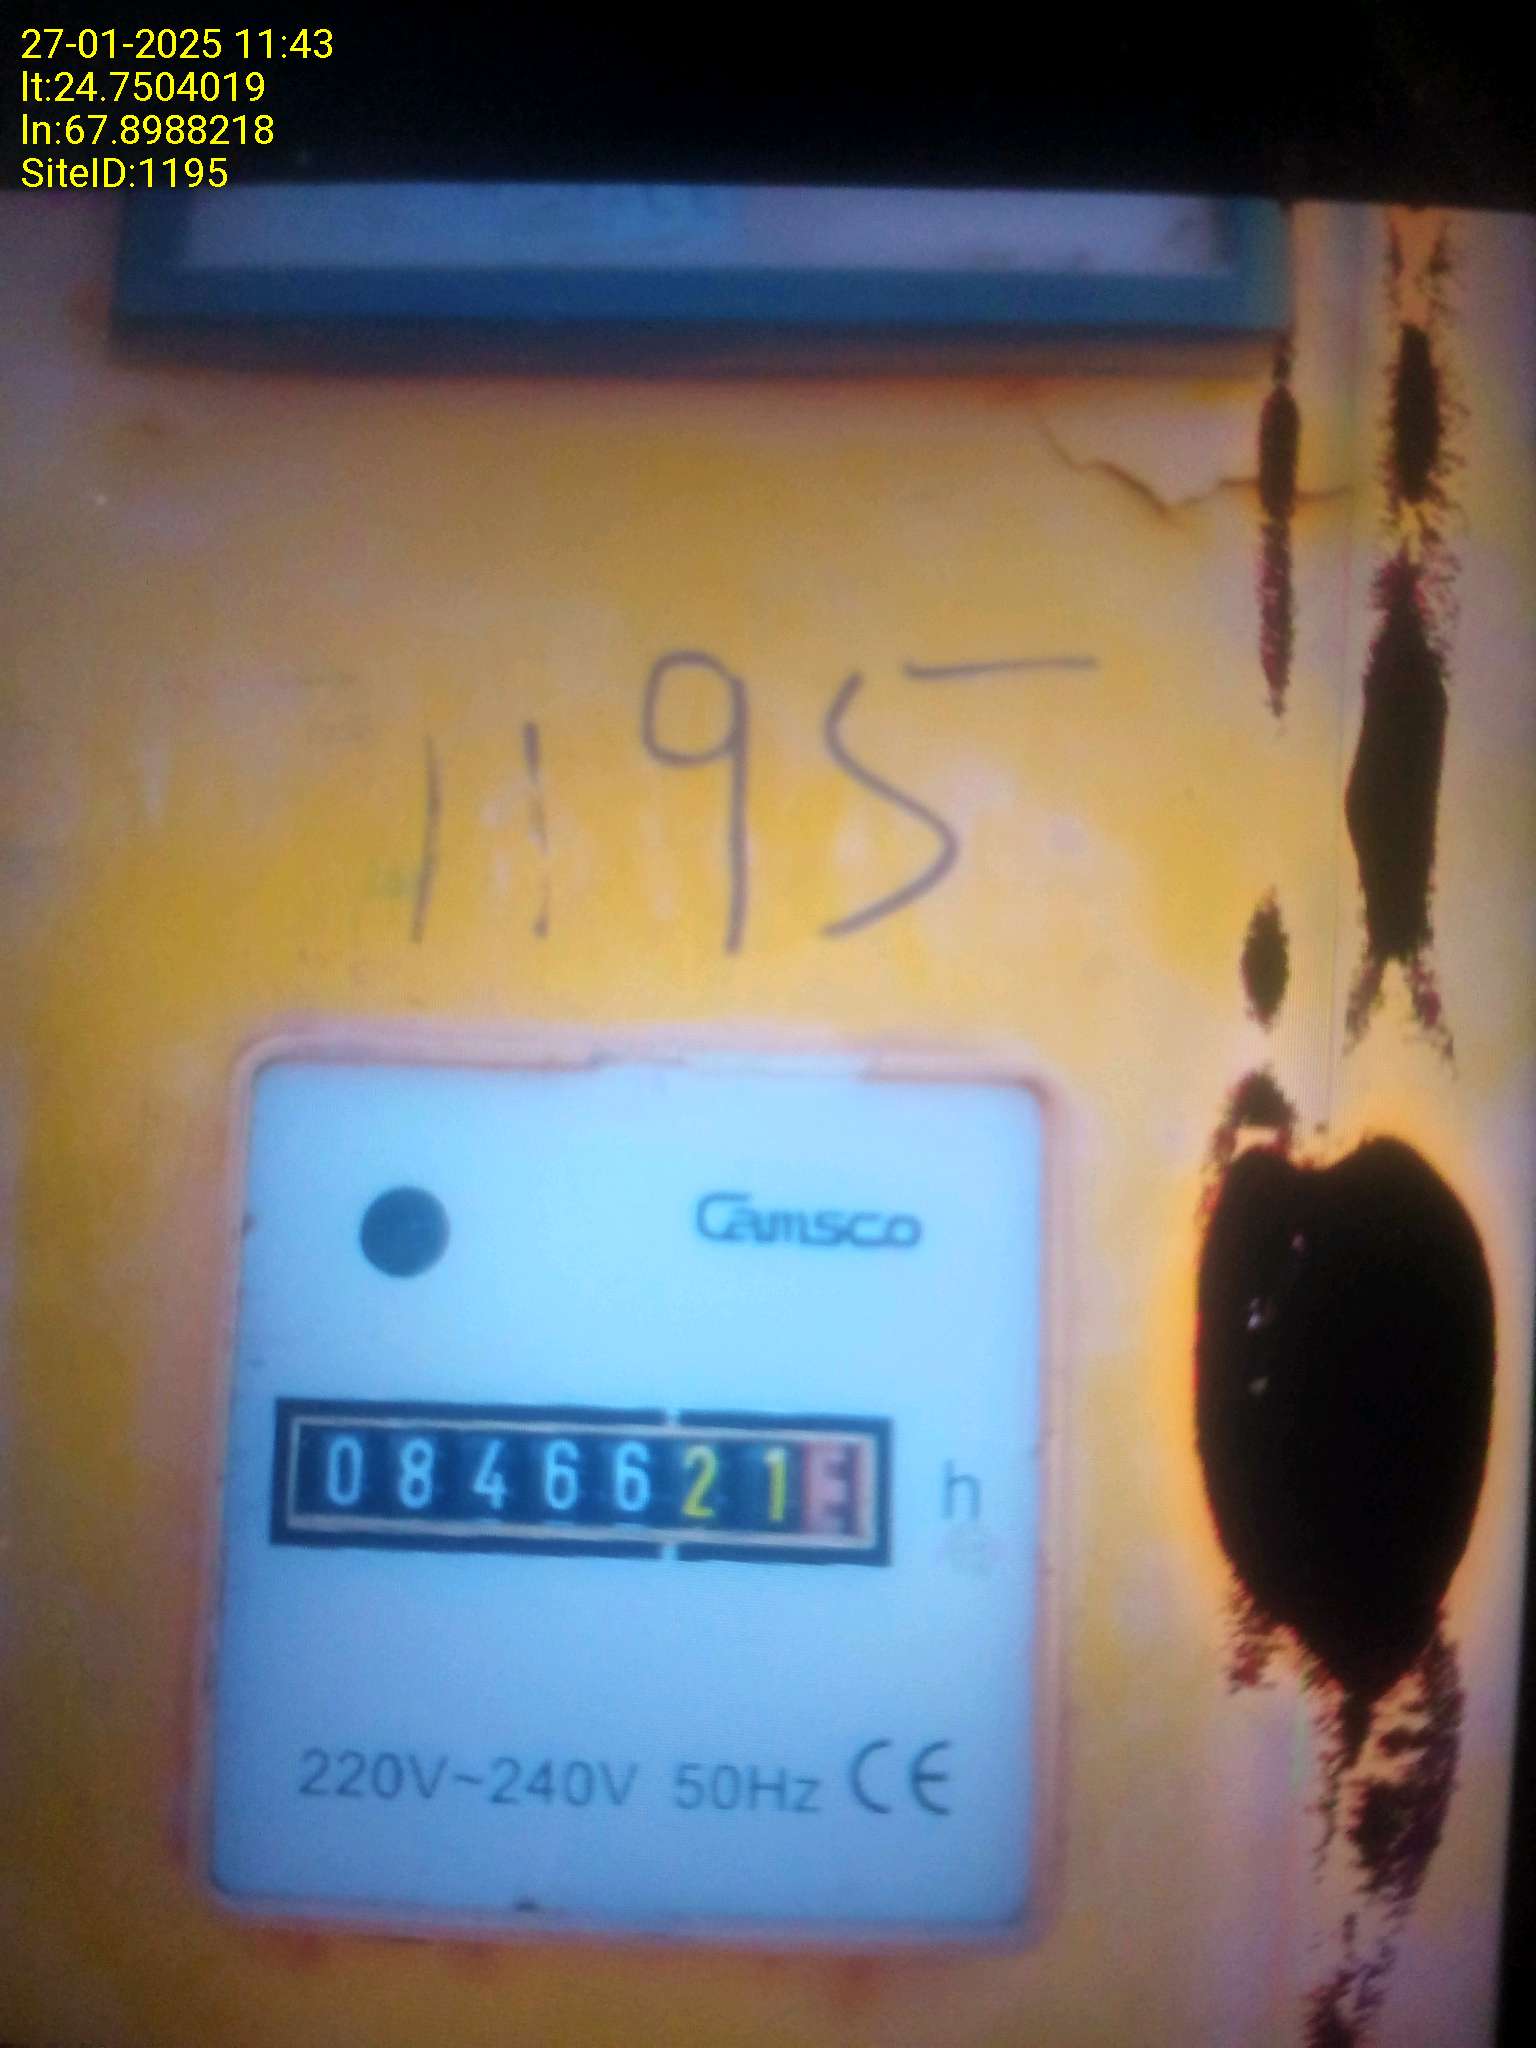 27-01-2025 11:43
lt:24.7504019
ln:67.8988218
SiteID:1195
1195
Camsco
0846621
h
220V~240V 50Hz CE